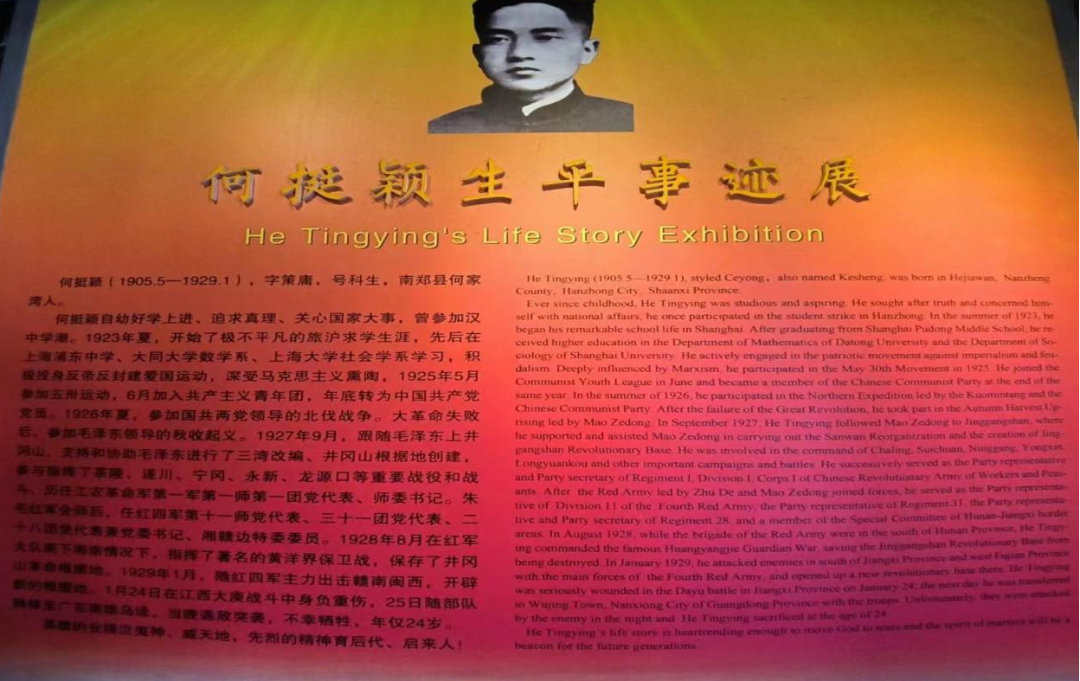 何挺颖生平事迹展
He Tingying's Life Story Exhibition
何挺颖（1905.5—1929.1），字策庸，号科生，南郑县何家
湾人。
何挺颖自幼好学上进、追求真理、关心国家大事，曾参加汉
中学潮。1923年夏，开始了极不平凡的旅沪求学生涯，先后在
上海浦东中学、大同大学数学系、上海大学社会学系学习，积
极投身反帝反封建爱国运动，深受马克思主义熏陶，1925年5月
参加五卅运动，6月加入共产主义青年团，年底转为中国共产党
党员。1926年夏，参加国共两党领导的北伐战争。大革命失败
后，参加毛泽东领导的秋收起义。1927年9月，跟随毛泽东上井
冈山，支持和协助毛泽东进行了三湾改编、井冈山根据地创建，
参与指挥了茶陵、遂川、宁冈、永新、龙源口等重要战役和战
斗，历任工农革命军第一军第一师第一团党代表、师委书记。朱
毛红军会师后，任红四军第十一师党代表、三十一团党代表、二
十八团党代表兼党委书记、湘赣边特委委员。1928年8月在红军
大队南下湘南情况下，指挥了著名的黄洋界保卫战，保存了井冈
山革命根据地。1929年1月，随红四军主力出击赣南闽西，开辟
新的根据地。1月24日在江西大庾战斗中身负重伤，25日随部队
转移至广东南雄乌迳，当晚遇敌突袭，不幸牺牲，年仅24岁。
英雄的业绩泣鬼神、感天地，先烈的精神育后代、启来人！
He Tingying (1905.5—1929.1), styled Ceyong, also named Kesheng, was born in Hejiawan, Nanzheng
County, Hanzhong City, Shaanxi Province.
Ever since childhood, He Tingying was studious and aspiring. He sought after truth and concerned him-
self with national affairs, he once participated in the student strike in Hanzhong. In the summer of 1923, he
began his remarkable school life in Shanghai. After graduating from Shanghai Pudong Middle School, he re-
ceived higher education in the Department of Mathematics of Datong University and the Department of So-
ciology of Shanghai University. He actively engaged in the patriotic movement against imperialism and feu-
dalism. Deeply influenced by Marxism, he participated in the May 30th Movement in 1925. He joined the
Communist Youth League in June and became a member of the Chinese Communist Party at the end of the
same year. In the summer of 1926, he participated in the Northern Expedition led by the Kuomintang and the
Chinese Communist Party. After the failure of the Great Revolution, he took part in the Autumn Harvest Up-
rising led by Mao Zedong. In September 1927, He Tingying followed Mao Zedong to Jinggangshan, where
he supported and assisted Mao Zedong in carrying out the Sanwan Reorganization and the creation of Jing-
gangshan Revolutionary Base. He was involved in the command of Chaling, Suichuan, Ninggang, Yongxin,
Longyuankou and other important campaigns and battles. He successively served as the Party representative
and Party secretary of Regiment I, Division I, Corps I of Chinese Revolutionary Army of Workers and Peas-
ants. After the Red Army led by Zhu De and Mao Zedong joined forces, he served as the Party representa-
tive of Division 11 of the Fourth Red Army, the Party representative of Regiment 31, the Party representa-
tive and Party secretary of Regiment 28, and a member of the Special Committee of Hunan-Jiangxi border
areas. In August 1928, while the brigade of the Red Army were in the south of Hunan Province, He Tingy-
ing commanded the famous Huangyangjie Guardian War, saving the Jinggangshan Revolutionary Base from
being destroyed. In January 1929, he attacked enemies in south of Jiangxi Province and west Fujian Province
with the main forces of the Fourth Red Army, and opened up a new revolutionary base there. He Tingying
was seriously wounded in the Dayu battle in Jiangxi Province on January 24; the next day he was transferred
to Wujing Town, Nanxiong City of Guangdong Province with the troops. Unfortunately, they were attacked
by the enemy in the night and He Tingying sacrificed at the age of 24.
He Tingying's life story is heartrending enough to move God to tears and the spirit of martyrs will be a
beacon for the future generations.